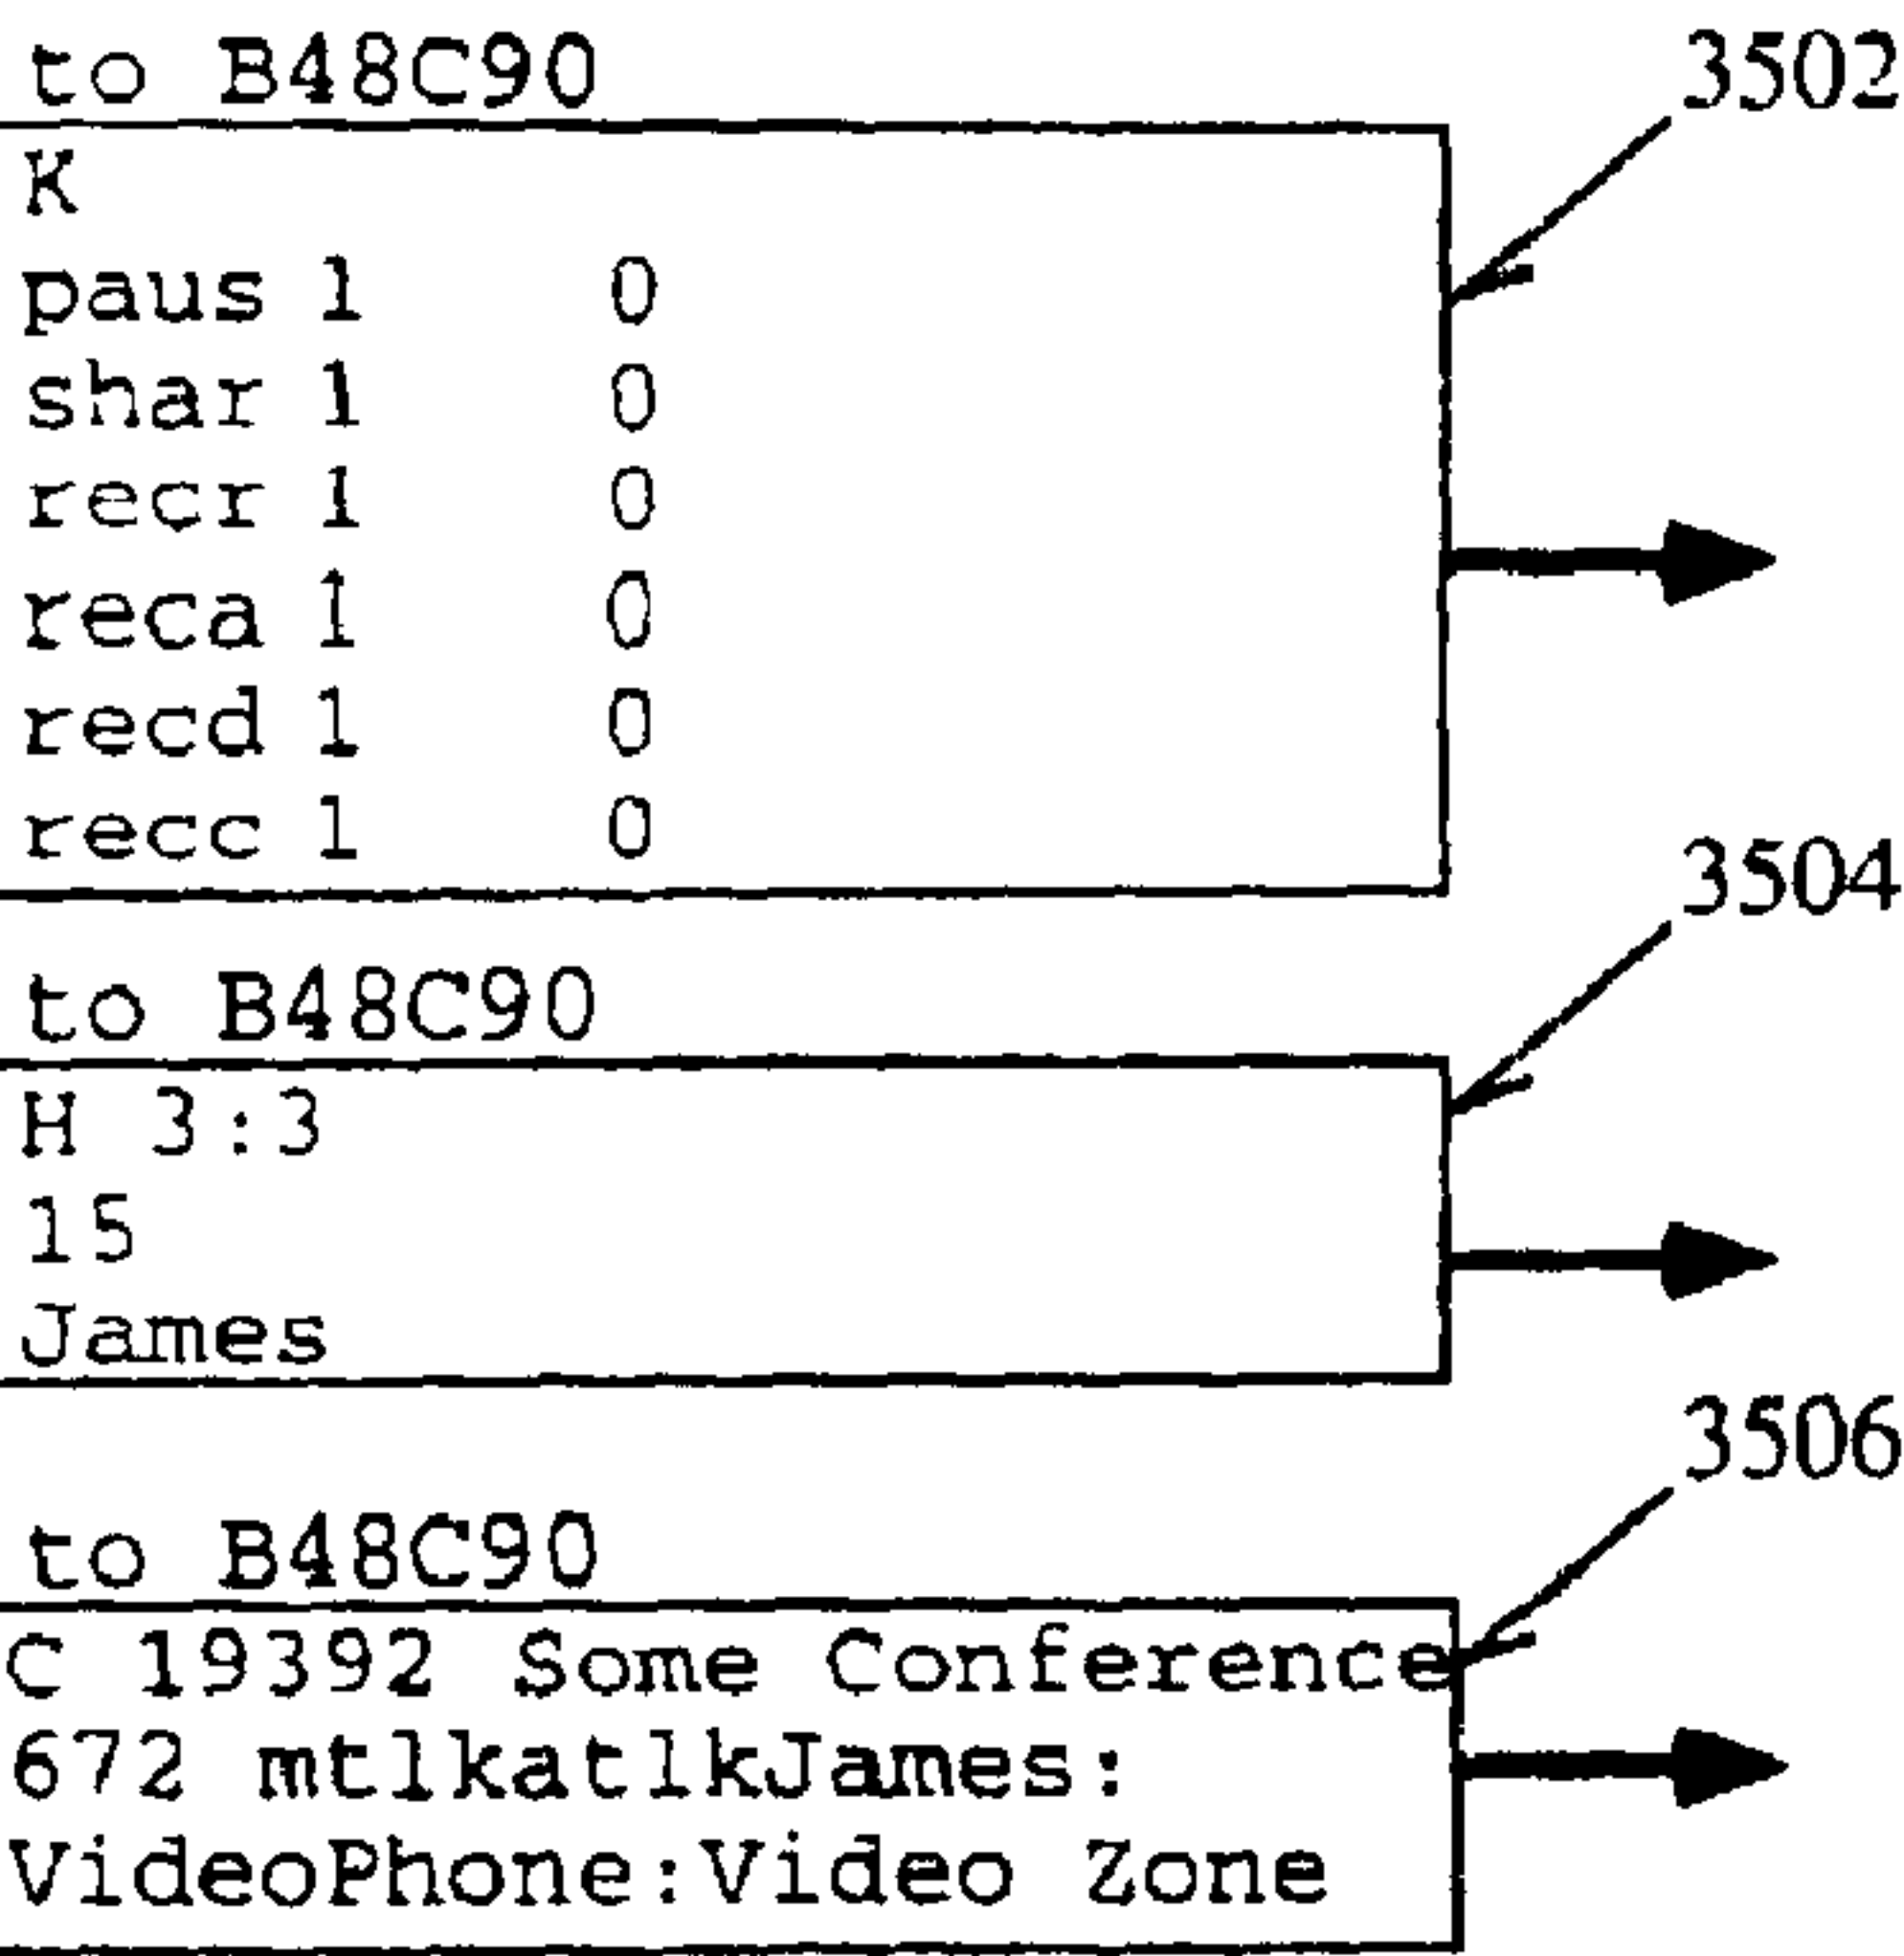 to B48C90
3502
K
paus 1 0
shar 1 0
recr 1 0
reca 1 0
recd 1 0
recc 1 0
3504
to B48C90
H 3:3
15
James
3506
to B48C90
C 19392 Some Conference
672 mtlkatlkJames:
VideoPhone:Video Zone